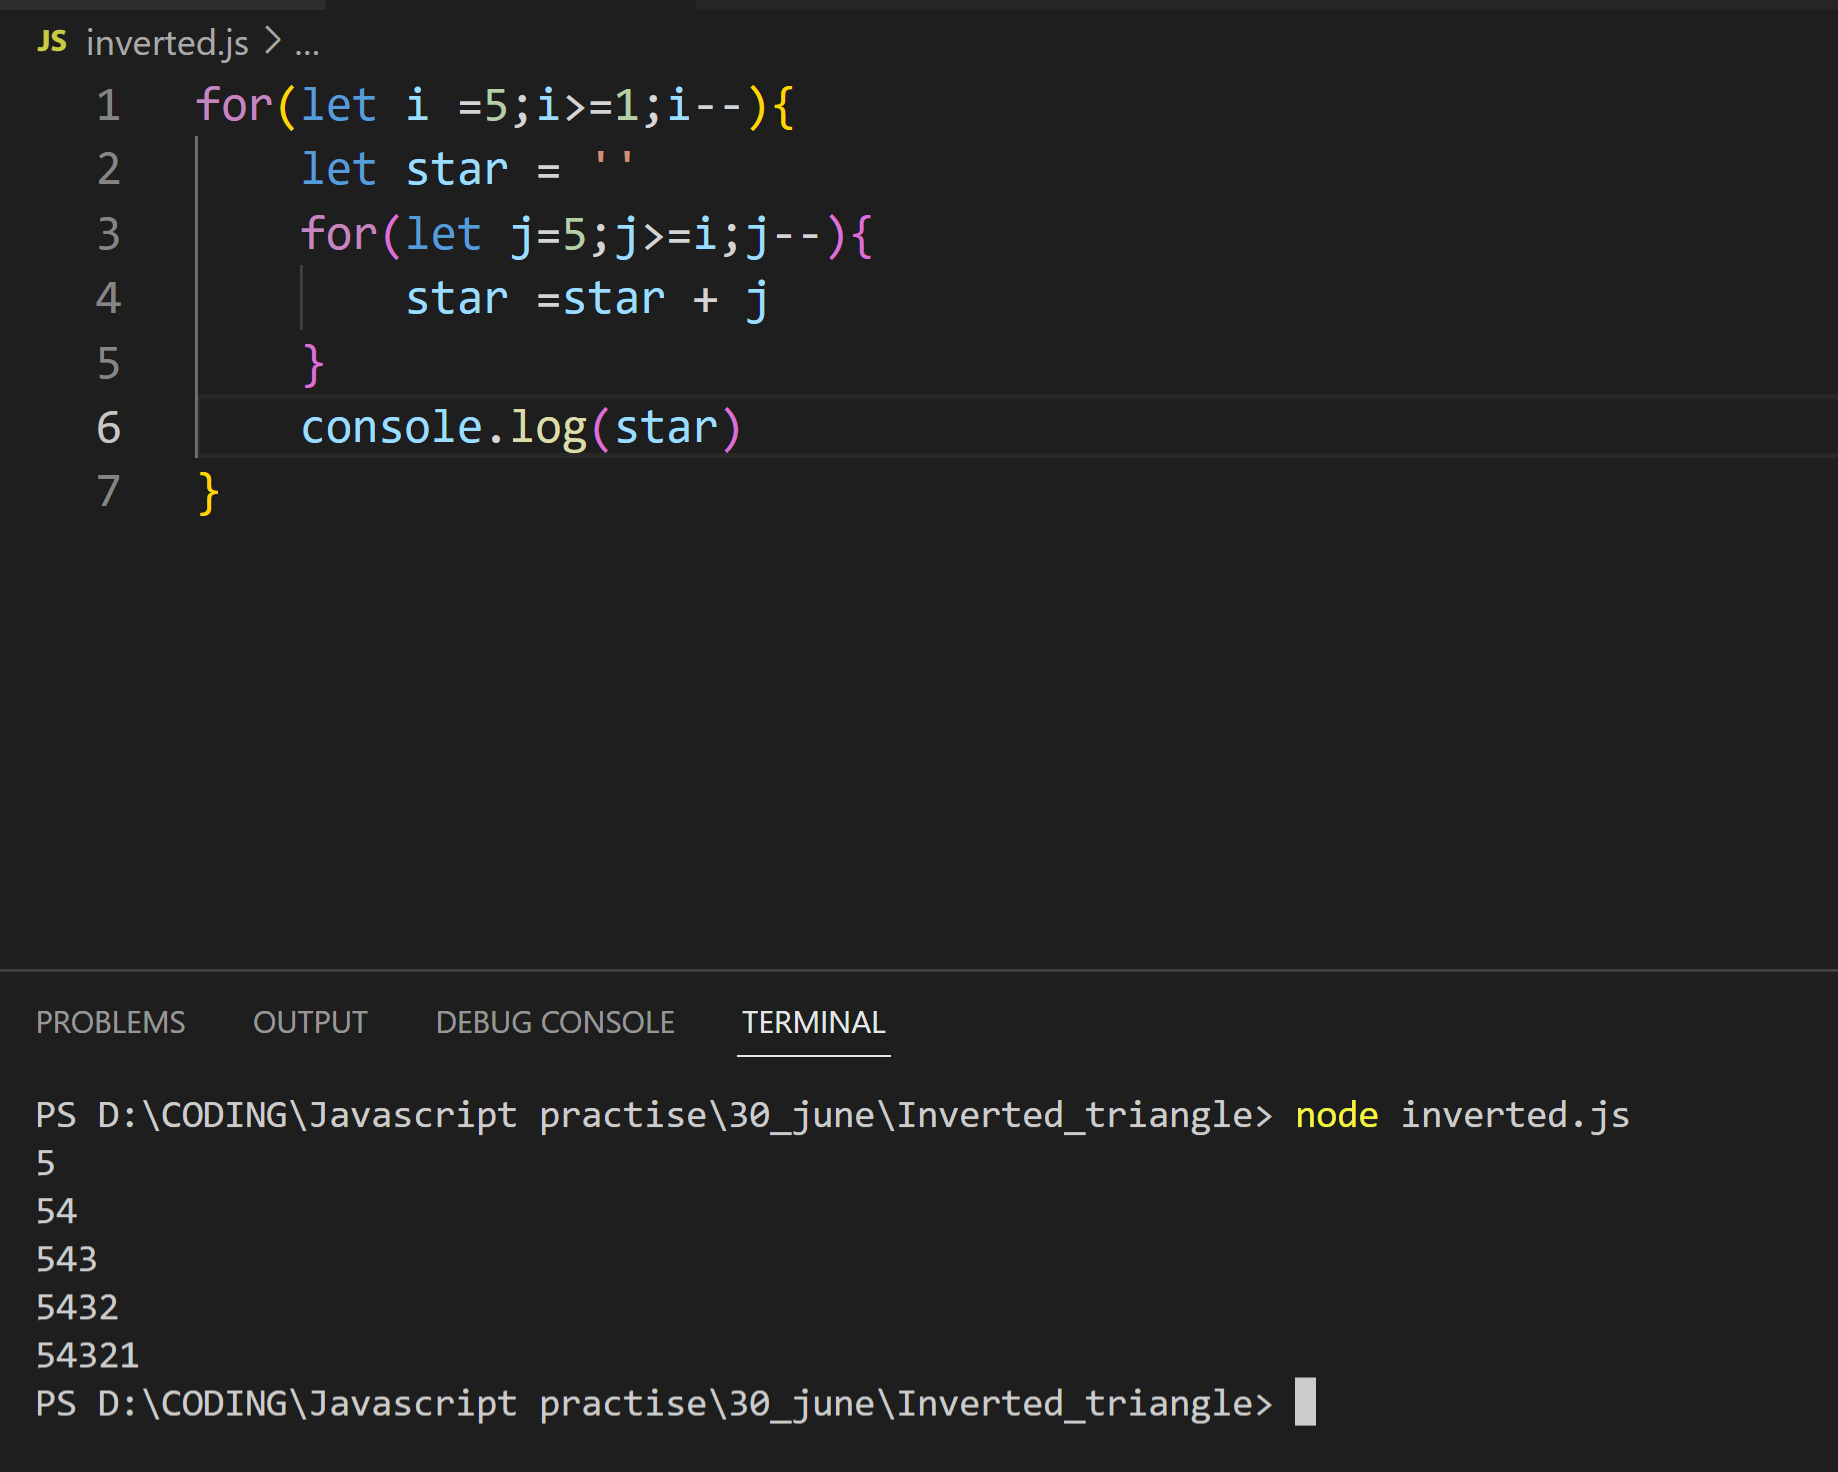 JS inverted.js > ...
1 for(let i =5;i>=1;i--){
2     let star = ''
3     for(let j=5;j>=i;j--){
4         star =star + j
5     }
6     console.log(star)
7 }
PROBLEMS OUTPUT DEBUG CONSOLE TERMINAL
PS D:\CODING\Javascript practise\30_june\Inverted_triangle> node inverted.js
5
54
543
5432
54321
PS D:\CODING\Javascript practise\30_june\Inverted_triangle>